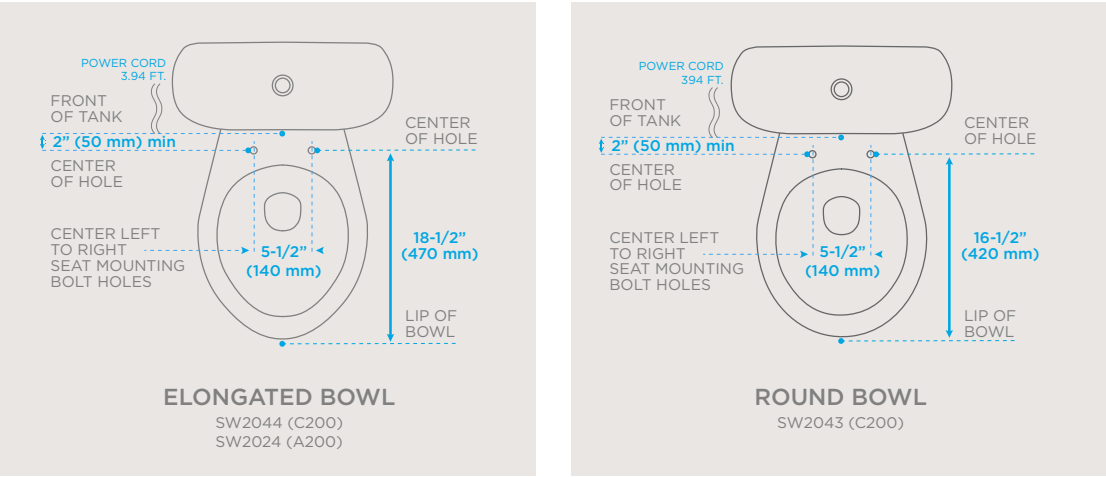 POWER CORD
3.94 FT.
FRONT
OF TANK
2” (50 mm) min
CENTER
OF HOLE
CENTER
OF HOLE
CENTER LEFT
TO RIGHT
SEAT MOUNTING
BOLT HOLES
5-1/2”
(140 mm)
18-1/2”
(470 mm)
LIP OF
BOWL
ELONGATED BOWL
SW2044 (C200)
SW2024 (A200)
POWER CORD
394 FT.
FRONT
OF TANK
2” (50 mm) min
CENTER
OF HOLE
CENTER
OF HOLE
CENTER LEFT
TO RIGHT
SEAT MOUNTING
BOLT HOLES
5-1/2”
(140 mm)
16-1/2”
(420 mm)
LIP OF
BOWL
ROUND BOWL
SW2043 (C200)